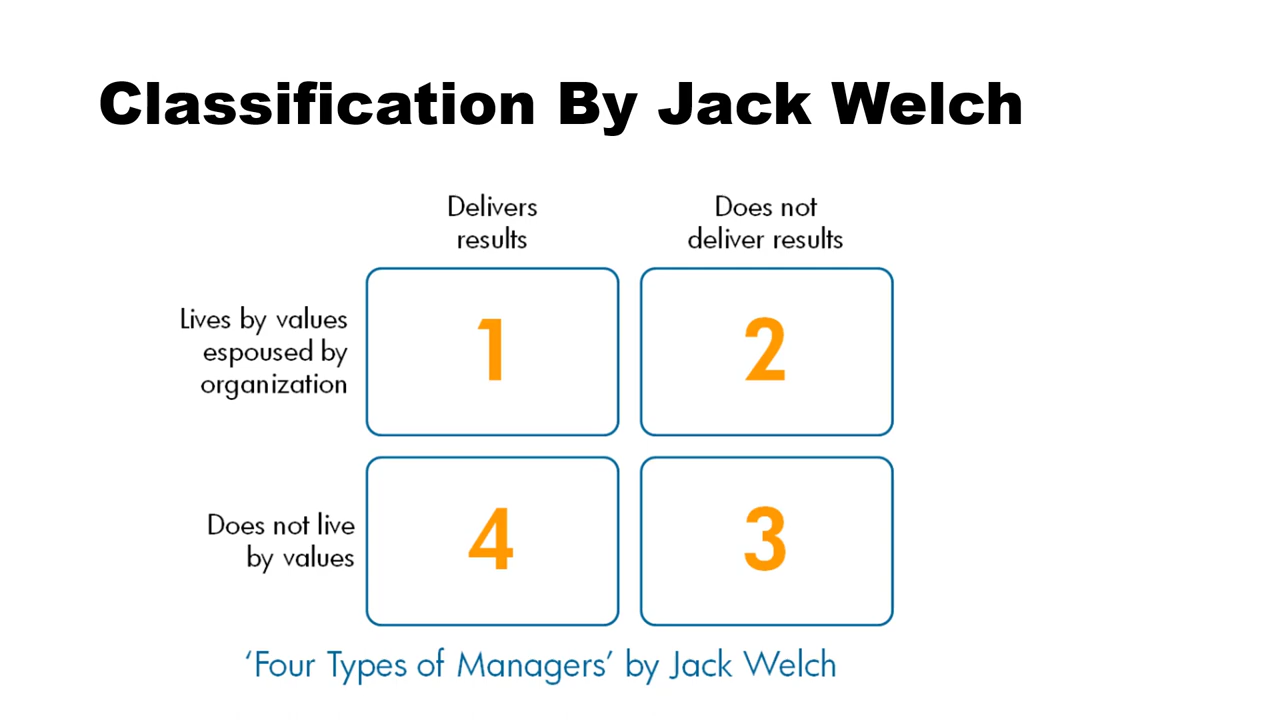 Classification By Jack Welch
Delivers
results
Does not
deliver results
Lives by values
espoused by
organization
1
2
Does not live
by values
4
3
‘Four Types of Managers’ by Jack Welch